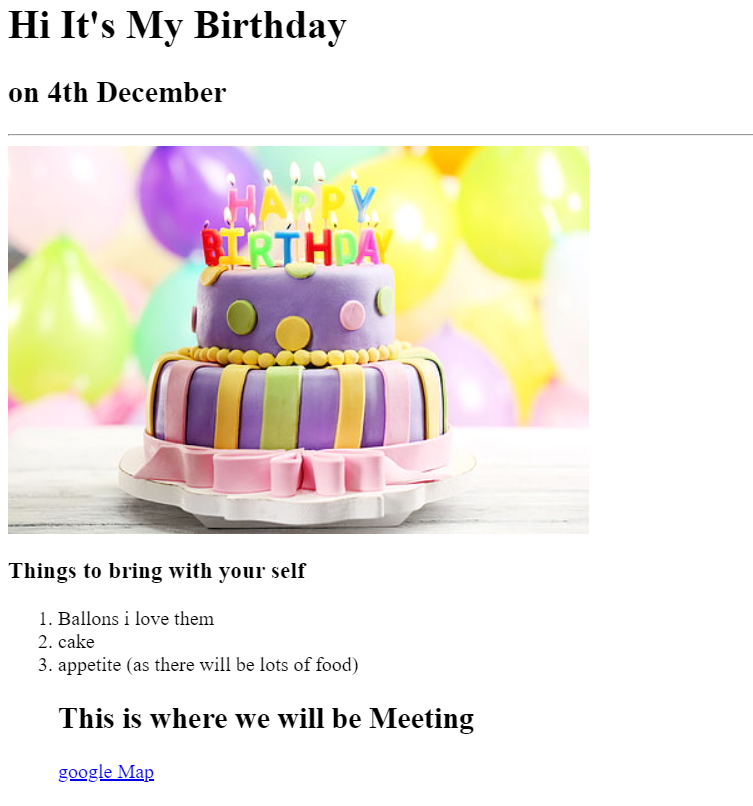 Hi It's My Birthday
on 4th December
HAPPY
BIRTHDAY
Things to bring with your self
1. Ballons i love them
2. cake
3. appetite (as there will be lots of food)
This is where we will be Meeting
google Map